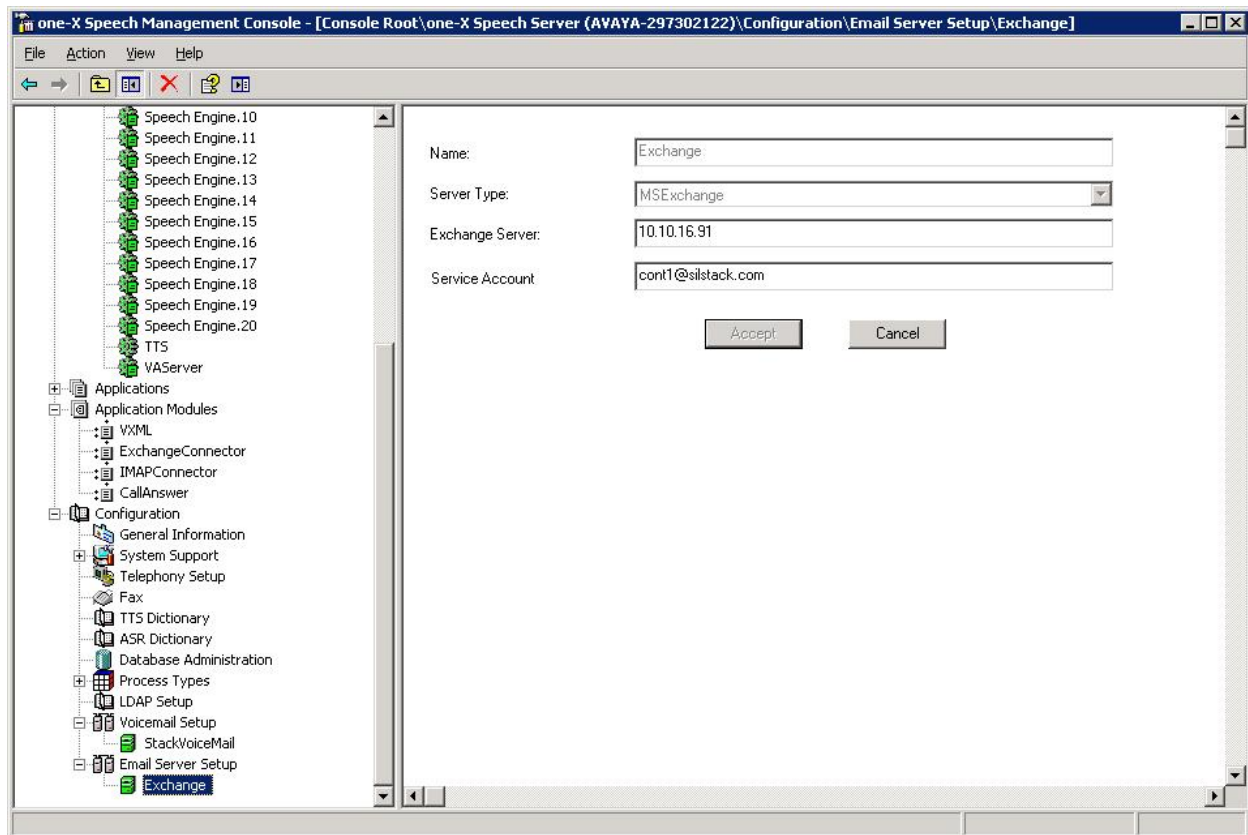 one-X Speech Management Console - [Console Root\one-X Speech Server (AVAYA-297302122)\Configuration\Email Server Setup\Exchange]
File Action View Help
Speech Engine.10
Speech Engine.11
Speech Engine.12
Speech Engine.13
Speech Engine.14
Speech Engine.15
Speech Engine.16
Speech Engine.17
Speech Engine.18
Speech Engine.19
Speech Engine.20
TTS
VAServer
Applications
Application Modules
VXML
ExchangeConnector
IMAPConnector
CallAnswer
Configuration
General Information
System Support
Telephony Setup
Fax
TTS Dictionary
ASR Dictionary
Database Administration
Process Types
LDAP Setup
Voicemail Setup
StackVoiceMail
Email Server Setup
Exchange
Name: Exchange
Server Type: MSExchange
Exchange Server: 10.10.16.91
Service Account cont1@silstack.com
Accept Cancel